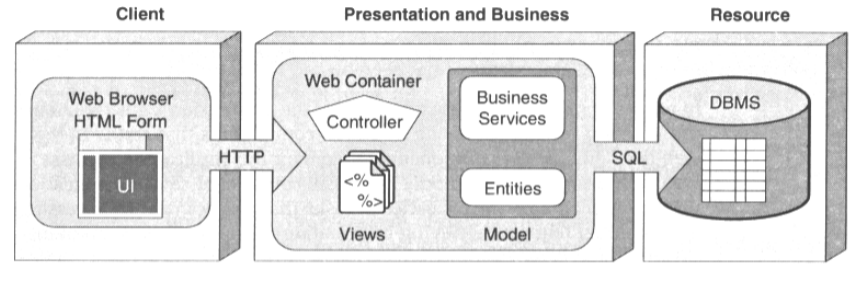 Client
Presentation and Business
Resource
Web Browser
HTML Form
UI
HTTP
Web Container
Controller
<%
%>
Views
Business
Services
Entities
Model
SQL
DBMS